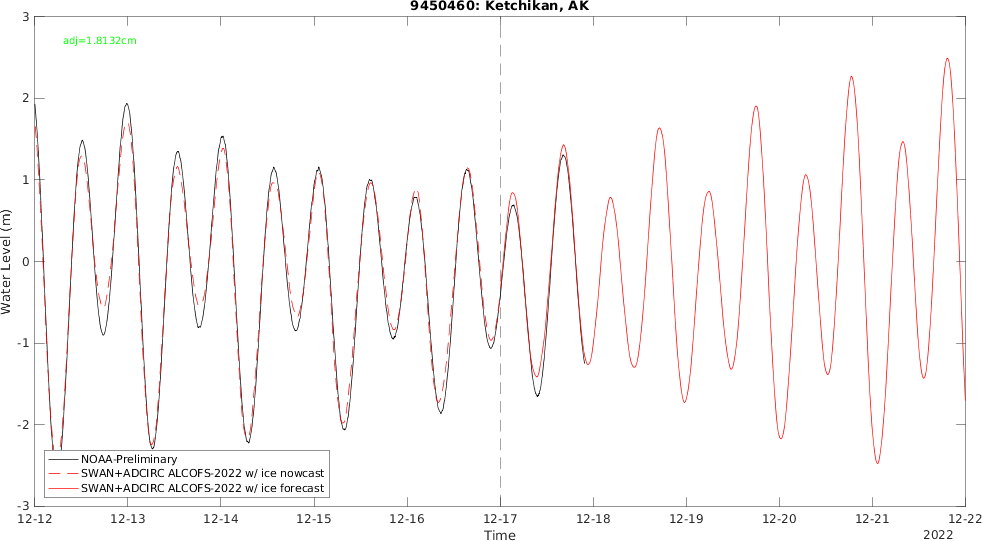 9450460: Ketchikan, AK
adj=1.8132cm
3
2
1
0
-1
-2
-3
Water Level (m)
NOAA-Preliminary
SWAN+ADCIRC ALCOFS-2022 w/ ice nowcast
SWAN+ADCIRC ALCOFS-2022 w/ ice forecast
12-12 12-13 12-14 12-15 12-16 12-17 12-18 12-19 12-20 12-21 12-22
Time
2022